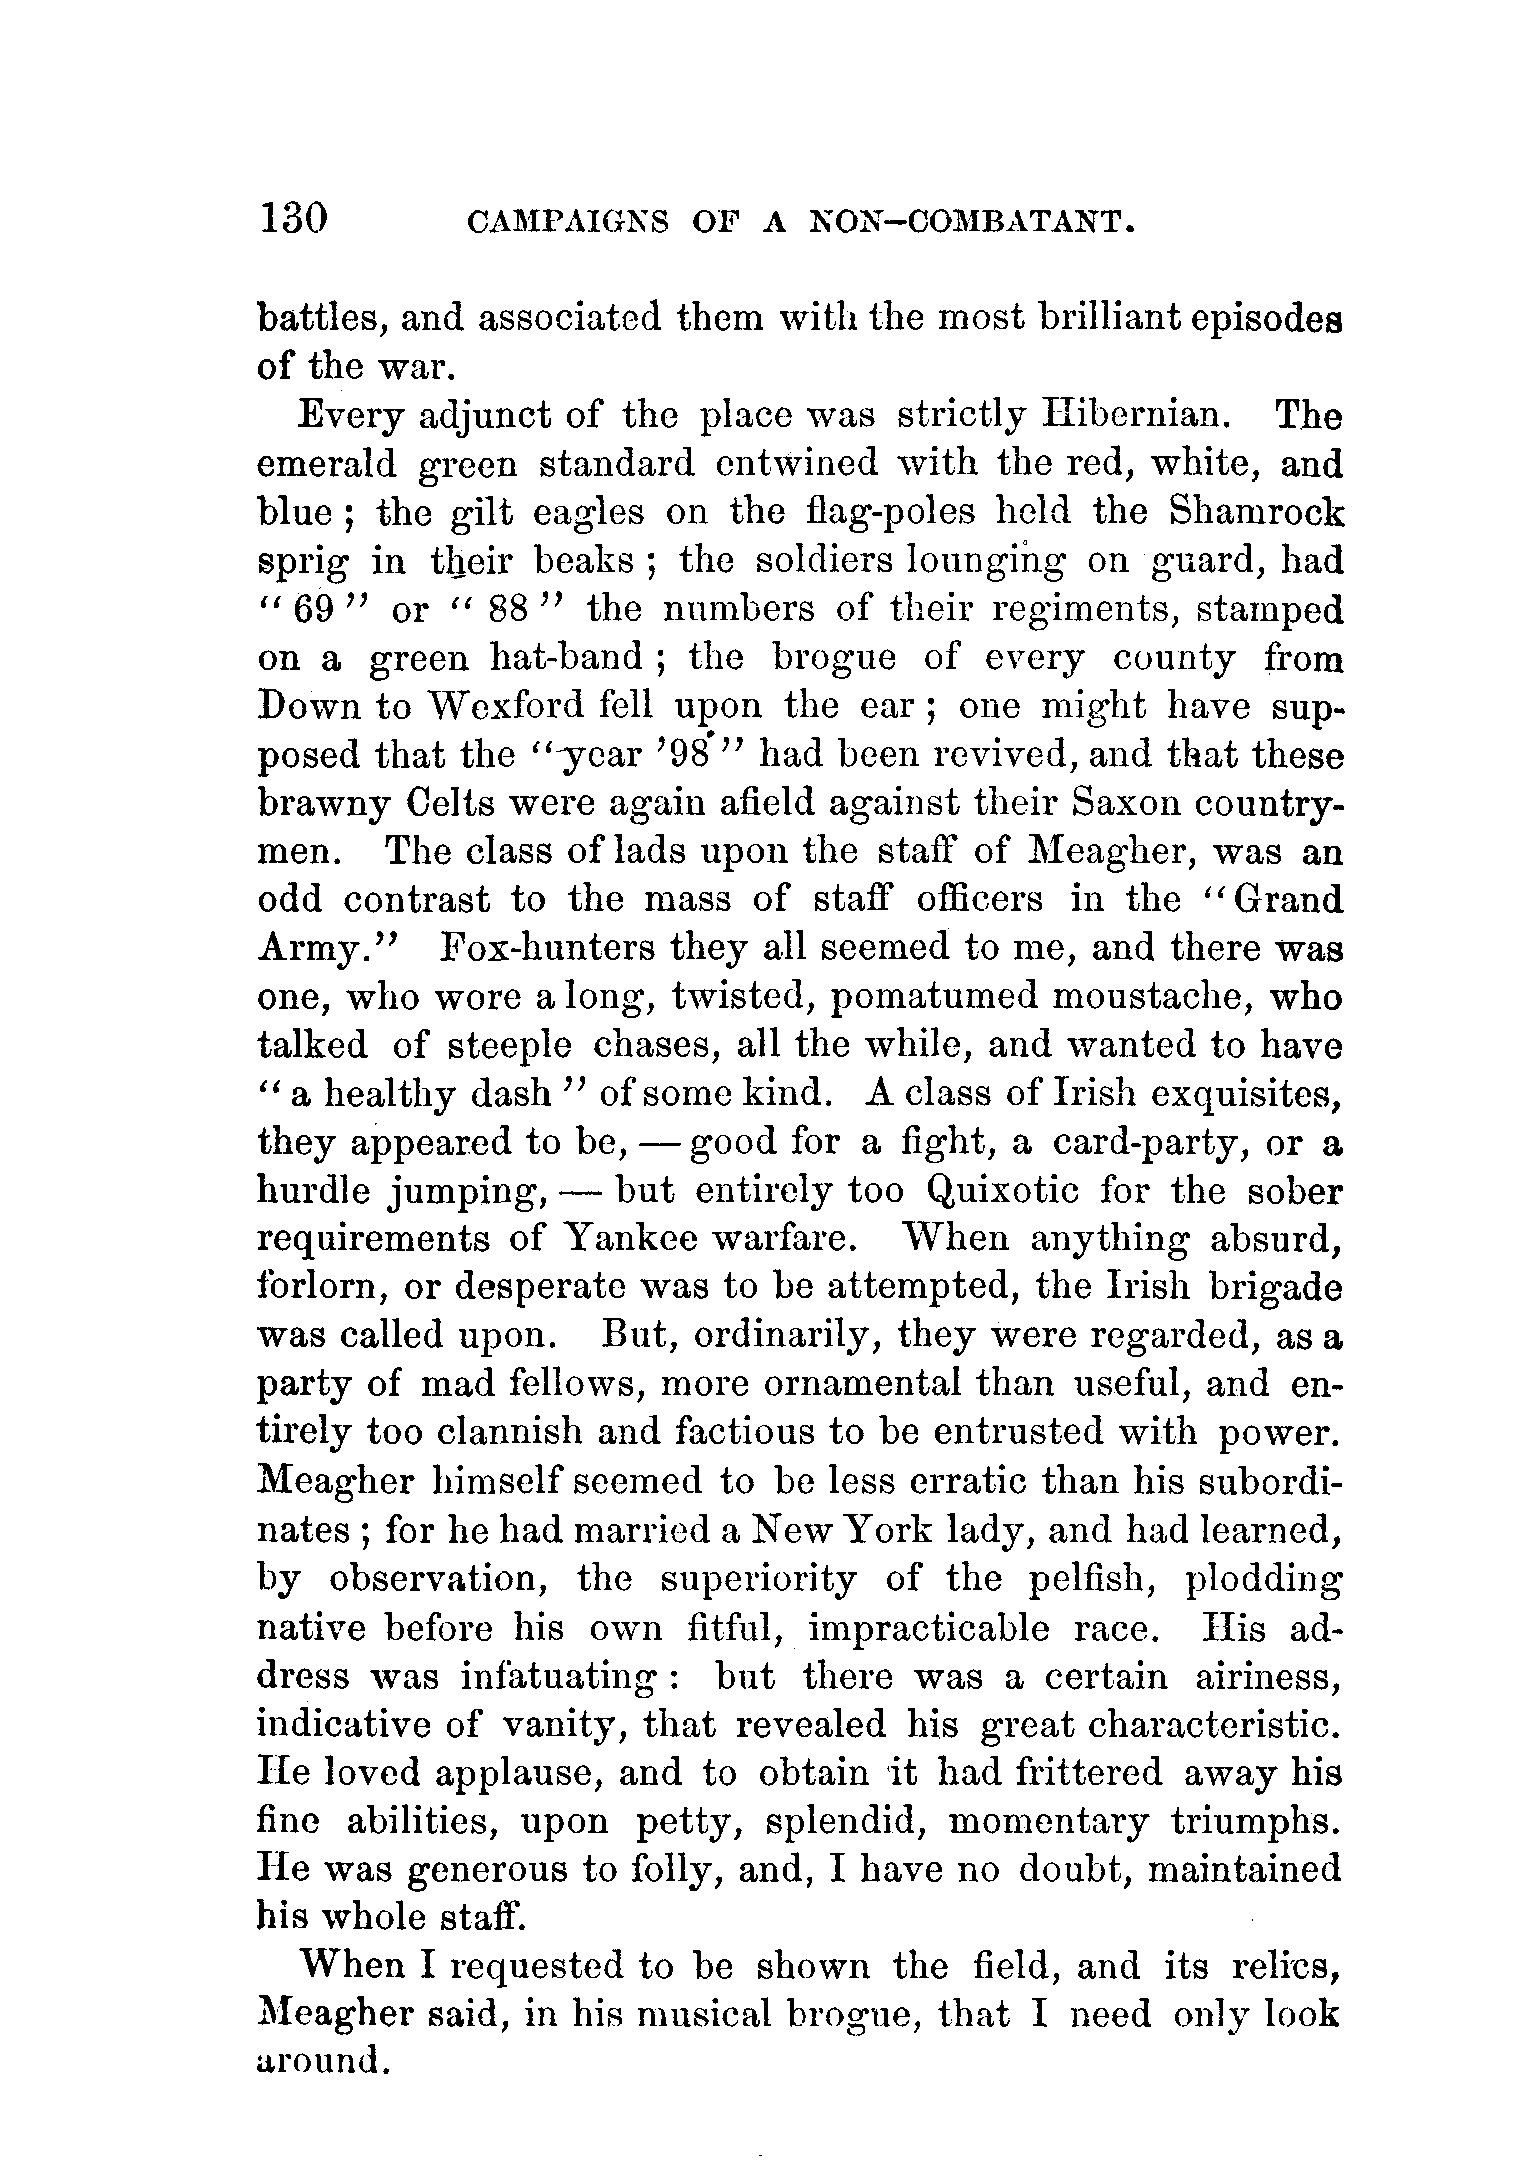 130 CAMPAIGNS OF A NON-COMBATANT.
battles, and associated them with the most brilliant episodes
of the war.
Every adjunct of the place was strictly Hibernian. The
emerald green standard entwined with the red, white, and
blue ; the gilt eagles on the flag-poles held the Shamrock
sprig in their beaks ; the soldiers lounging on guard, had
“ 69 ” or “ 88 ” the numbers of their regiments, stamped
on a green hat-band ; the brogue of every county from
Down to Wexford fell upon the ear ; one might have sup-
posed that the “year ’98 ” had been revived, and that these
brawny Celts were again afield against their Saxon country-
men. The class of lads upon the staff of Meagher, was an
odd contrast to the mass of staff officers in the “Grand
Army.” Fox-hunters they all seemed to me, and there was
one, who wore a long, twisted, pomatumed moustache, who
talked of steeple chases, all the while, and wanted to have
“ a healthy dash ” of some kind. A class of Irish exquisites,
they appeared to be, — good for a fight, a card-party, or a
hurdle jumping, — but entirely too Quixotic for the sober
requirements of Yankee warfare. When anything absurd,
forlorn, or desperate was to be attempted, the Irish brigade
was called upon. But, ordinarily, they were regarded, as a
party of mad fellows, more ornamental than useful, and en-
tirely too clannish and factious to be entrusted with power.
Meagher himself seemed to be less erratic than his subordi-
nates ; for he had married a New York lady, and had learned,
by observation, the superiority of the pelfish, plodding
native before his own fitful, impracticable race. His ad-
dress was infatuating : but there was a certain airiness,
indicative of vanity, that revealed his great characteristic.
He loved applause, and to obtain it had frittered away his
fine abilities, upon petty, splendid, momentary triumphs.
He was generous to folly, and, I have no doubt, maintained
his whole staff.
When I requested to be shown the field, and its relics,
Meagher said, in his musical brogue, that I need only look
around.